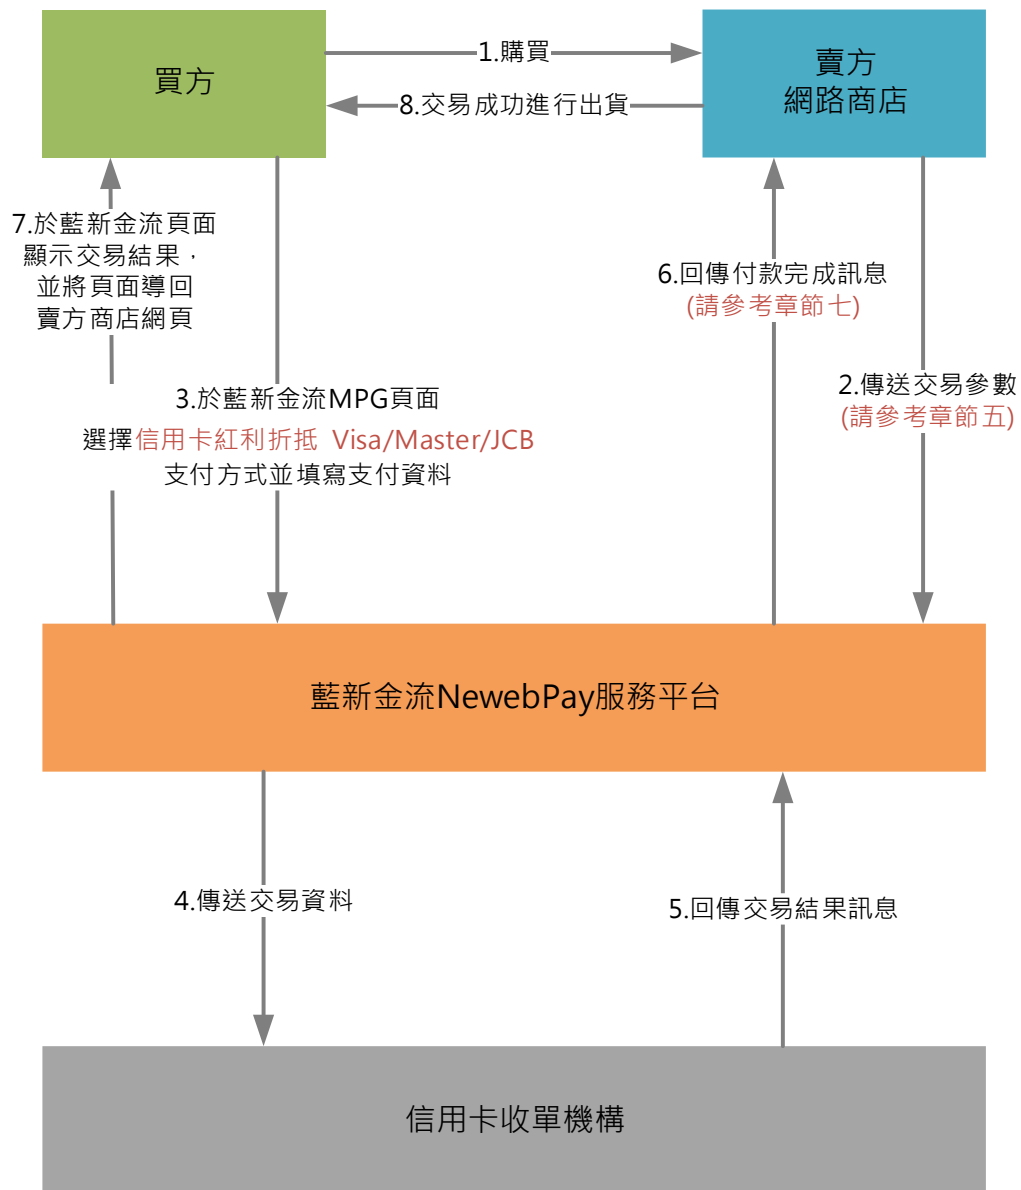 買方
1.購買
賣方
網路商店
8.交易成功進行出貨
7.於藍新金流頁面
顯示交易結果，
並將頁面導回
賣方商店網頁
6.回傳付款完成訊息
(請參考章節七)
2.傳送交易參數
(請參考章節五)
3.於藍新金流MPG頁面
選擇信用卡紅利折抵 Visa/Master/JCB
支付方式並填寫支付資料
藍新金流NewebPay服務平台
4.傳送交易資料
5.回傳交易結果訊息
信用卡收單機構